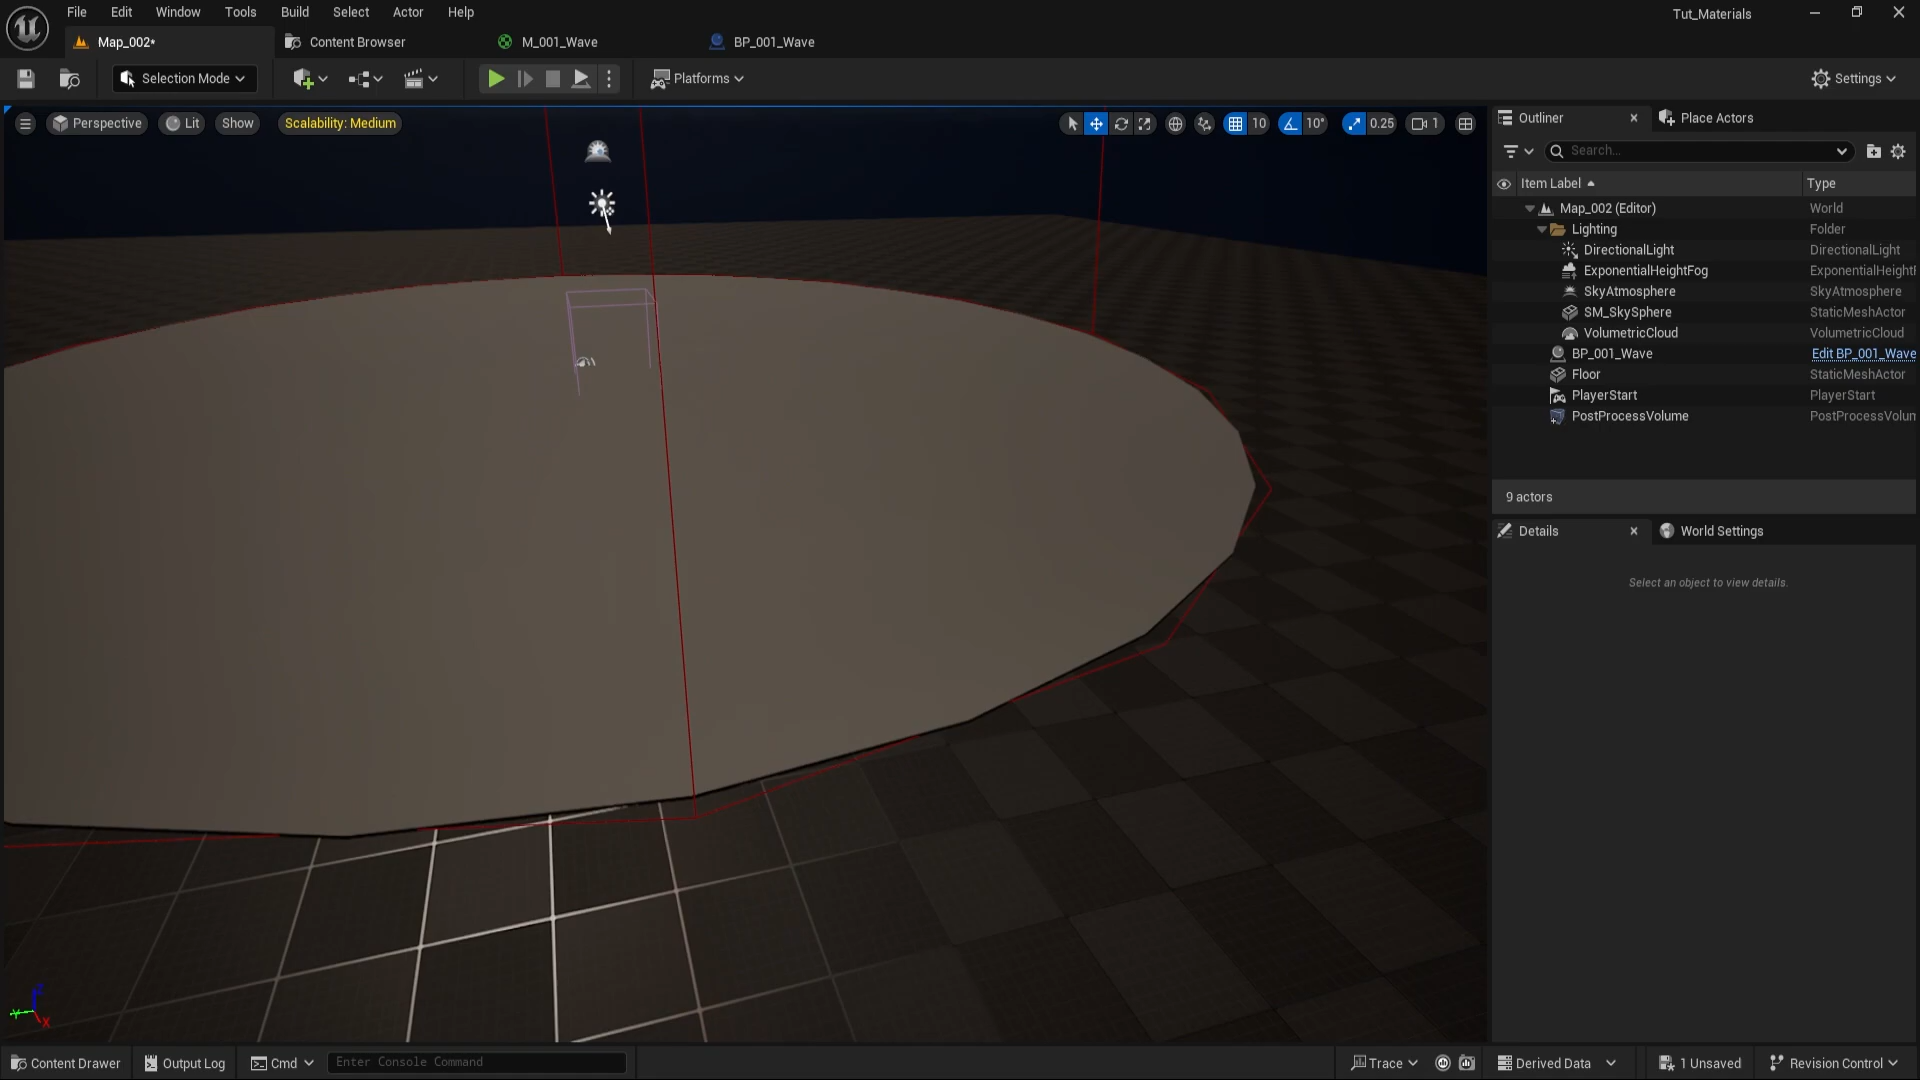 File Edit Window Tools Build Select Actor Help
Tut_Materials
Map_002*
Content Browser
M_001_Wave
BP_001_Wave
Selection Mode
Platforms
Settings
Perspective
Lit
Show
Scalability: Medium
10
10°
0.25
1
Outliner
Place Actors
Search...
Item Label Type
Map_002 (Editor) World
Lighting Folder
DirectionalLight DirectionalLight
ExponentialHeightFog ExponentialHeightF
SkyAtmosphere SkyAtmosphere
SM_SkySphere StaticMeshActor
VolumetricCloud VolumetricCloud
BP_001_Wave Edit BP_001_Wave
Floor StaticMeshActor
PlayerStart PlayerStart
PostProcessVolume PostProcessVolum
9 actors
Details
World Settings
Select an object to view details.
Z
Y
X
Content Drawer
Output Log
Cmd
Enter Console Command
Trace
Derived Data
1 Unsaved
Revision Control